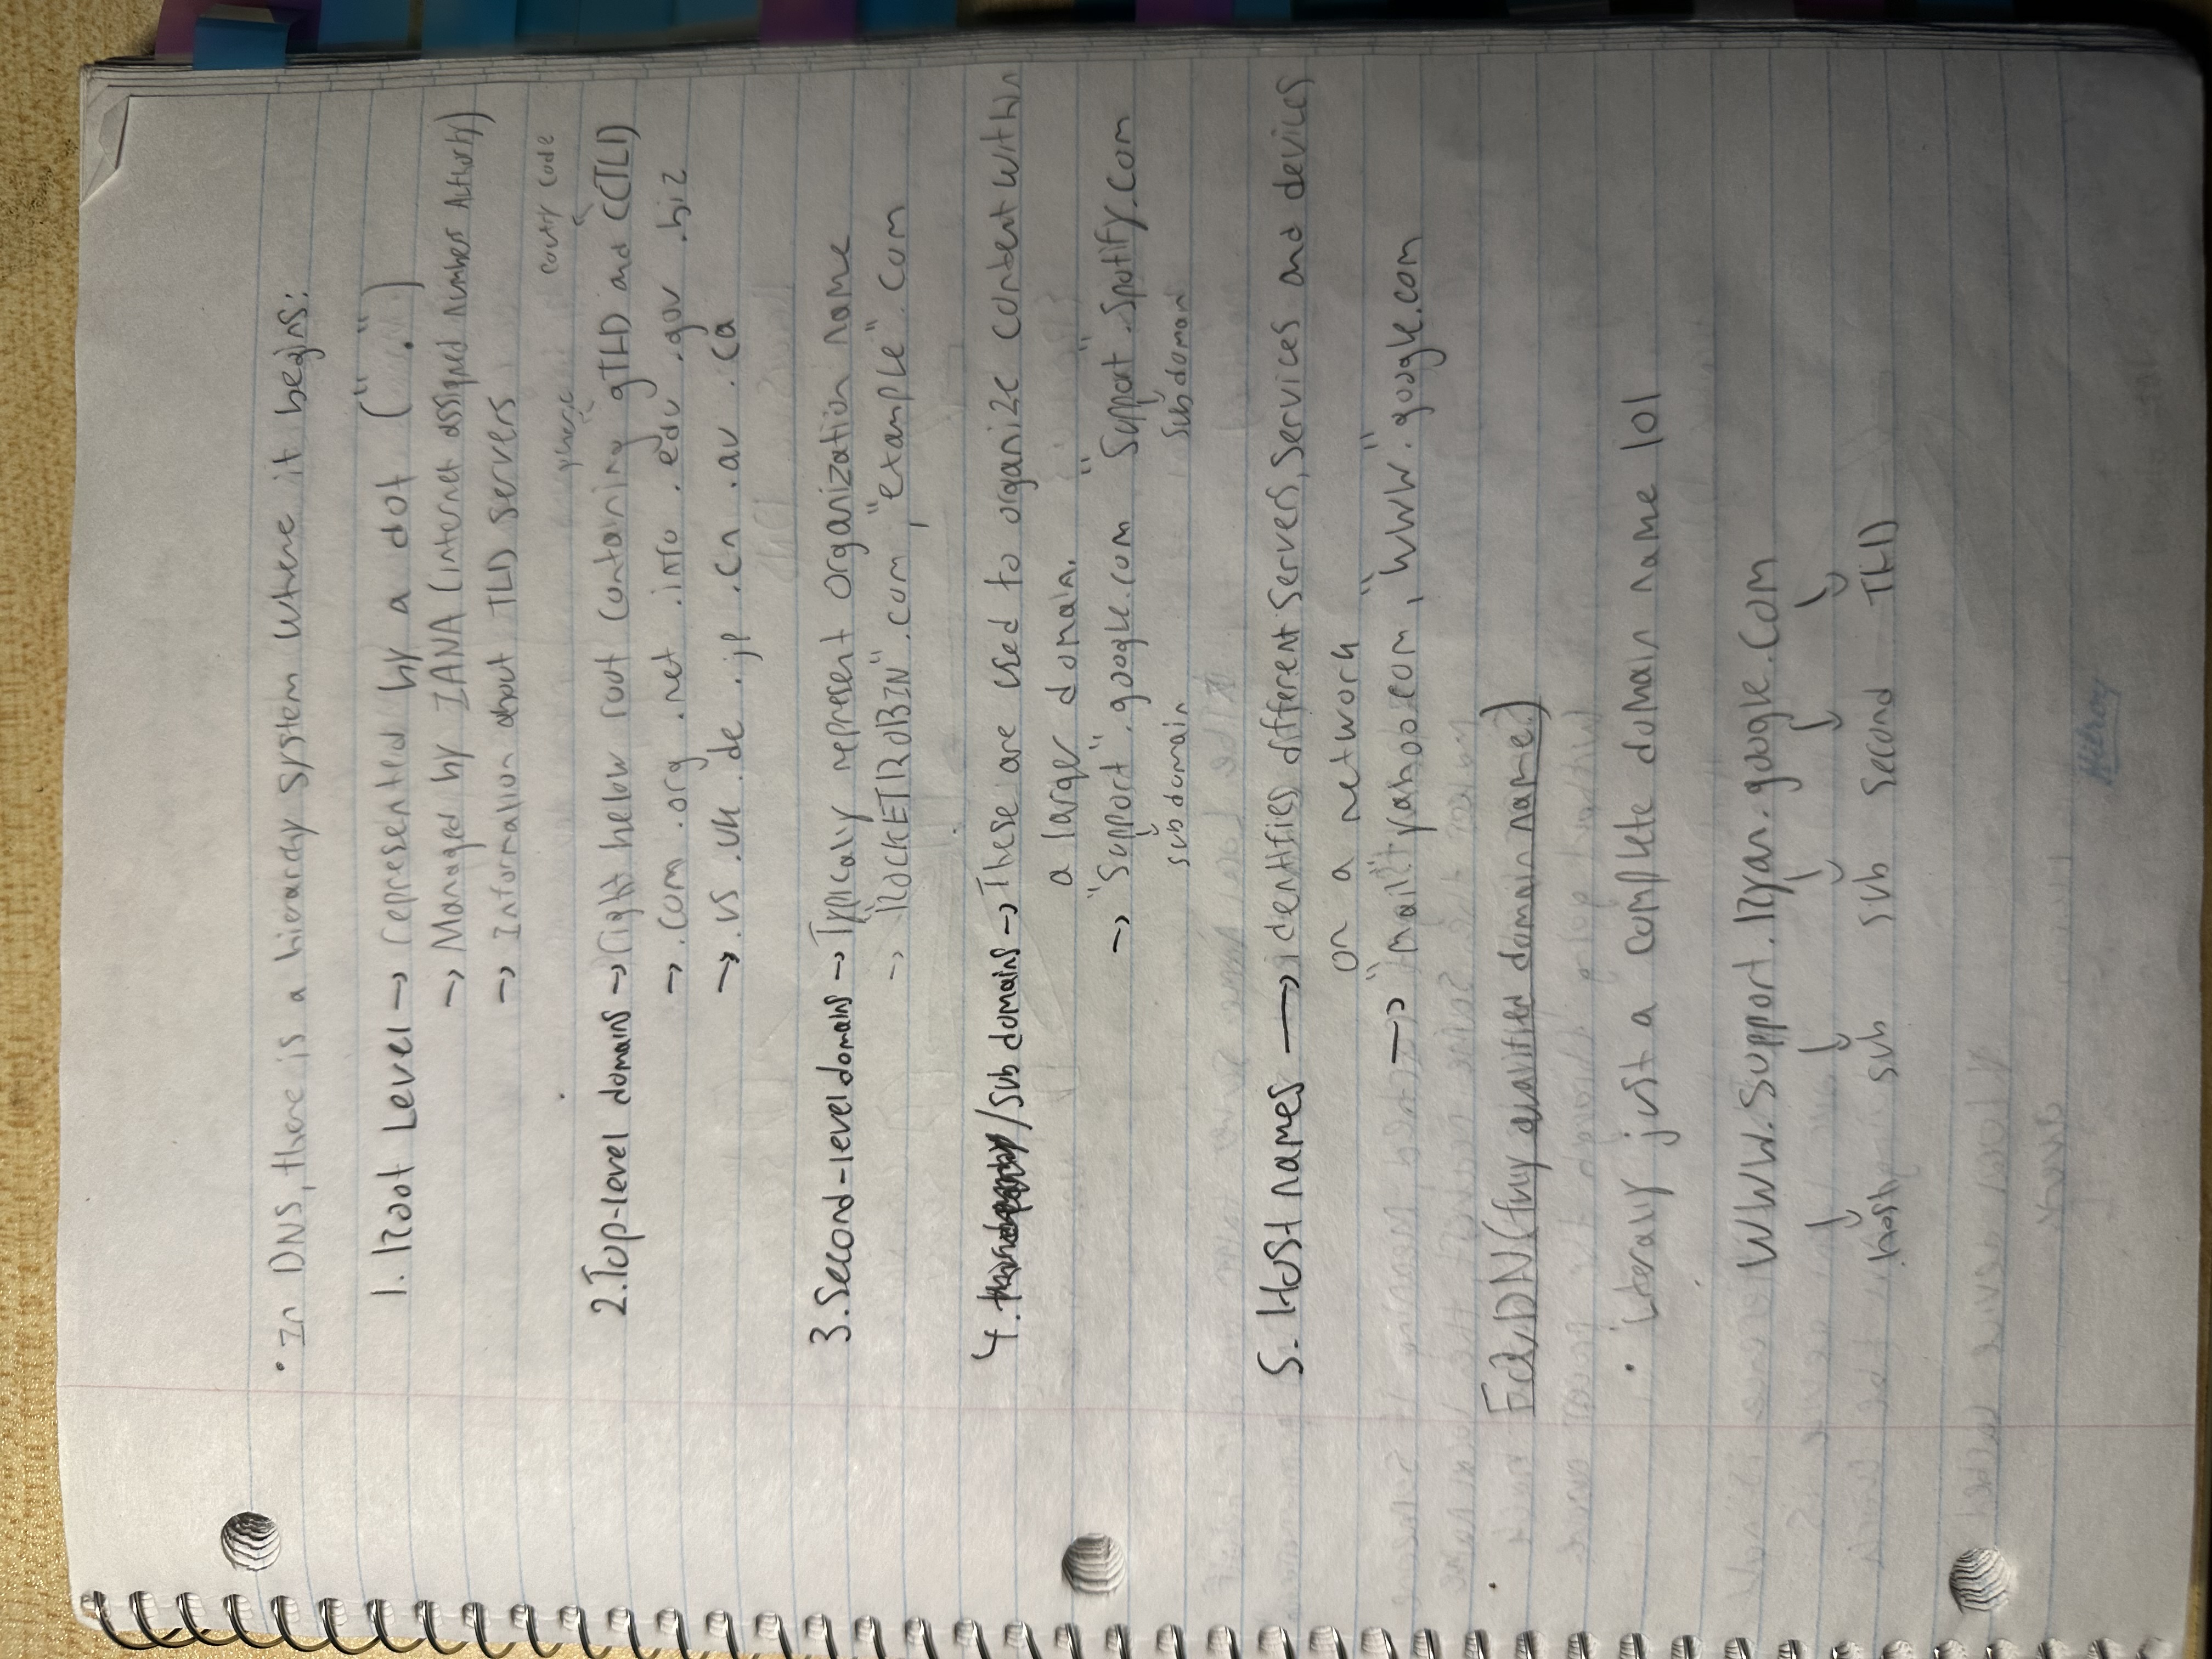 • In DNS, there is a hierarchy system where it begins:
1. Root Level → represented by a dot (".")
→ Managed by IANA (internet assigned numbers Authority)
→ Information about TLD servers
country code
2. Top-level domains → right below root containing gTLD and ccTLD
→ .com .org .net .info .edu .gov .biz
→ .us .uk .de .jp .cn .au .ca
3. Second-level domains → Typically represent organization name
→ "ROCKETROBIN".com, "example".com
4. /Sub domains → These are used to organize content within
a larger domain.
→ "Support".google.com "Support".Spotify.com
subdomain subdomain
5. Host names → identifies different servers, services and devices
on a network
→ "mail".yahoo.com, "www".google.com
FQDN (fully qualified domain name)
• Literally just a complete domain name lol
WWW.Support.Ryan.google.com
Host sub sub Second TLD
Hilroy